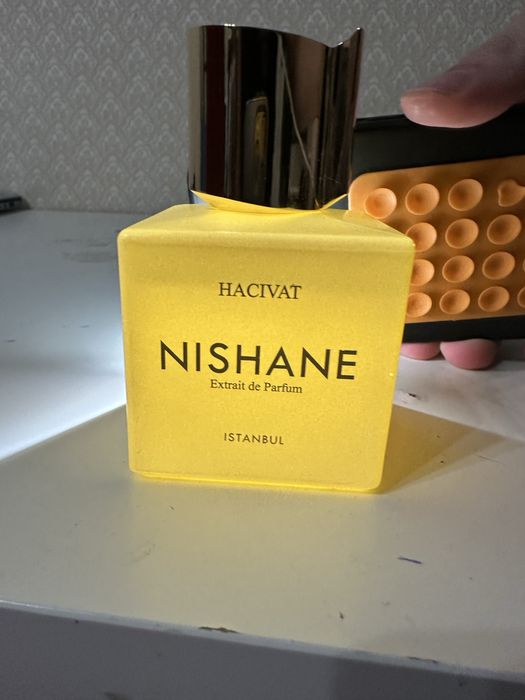 HACIVAT
NISHANE
Extrait de Parfum
ISTANBUL